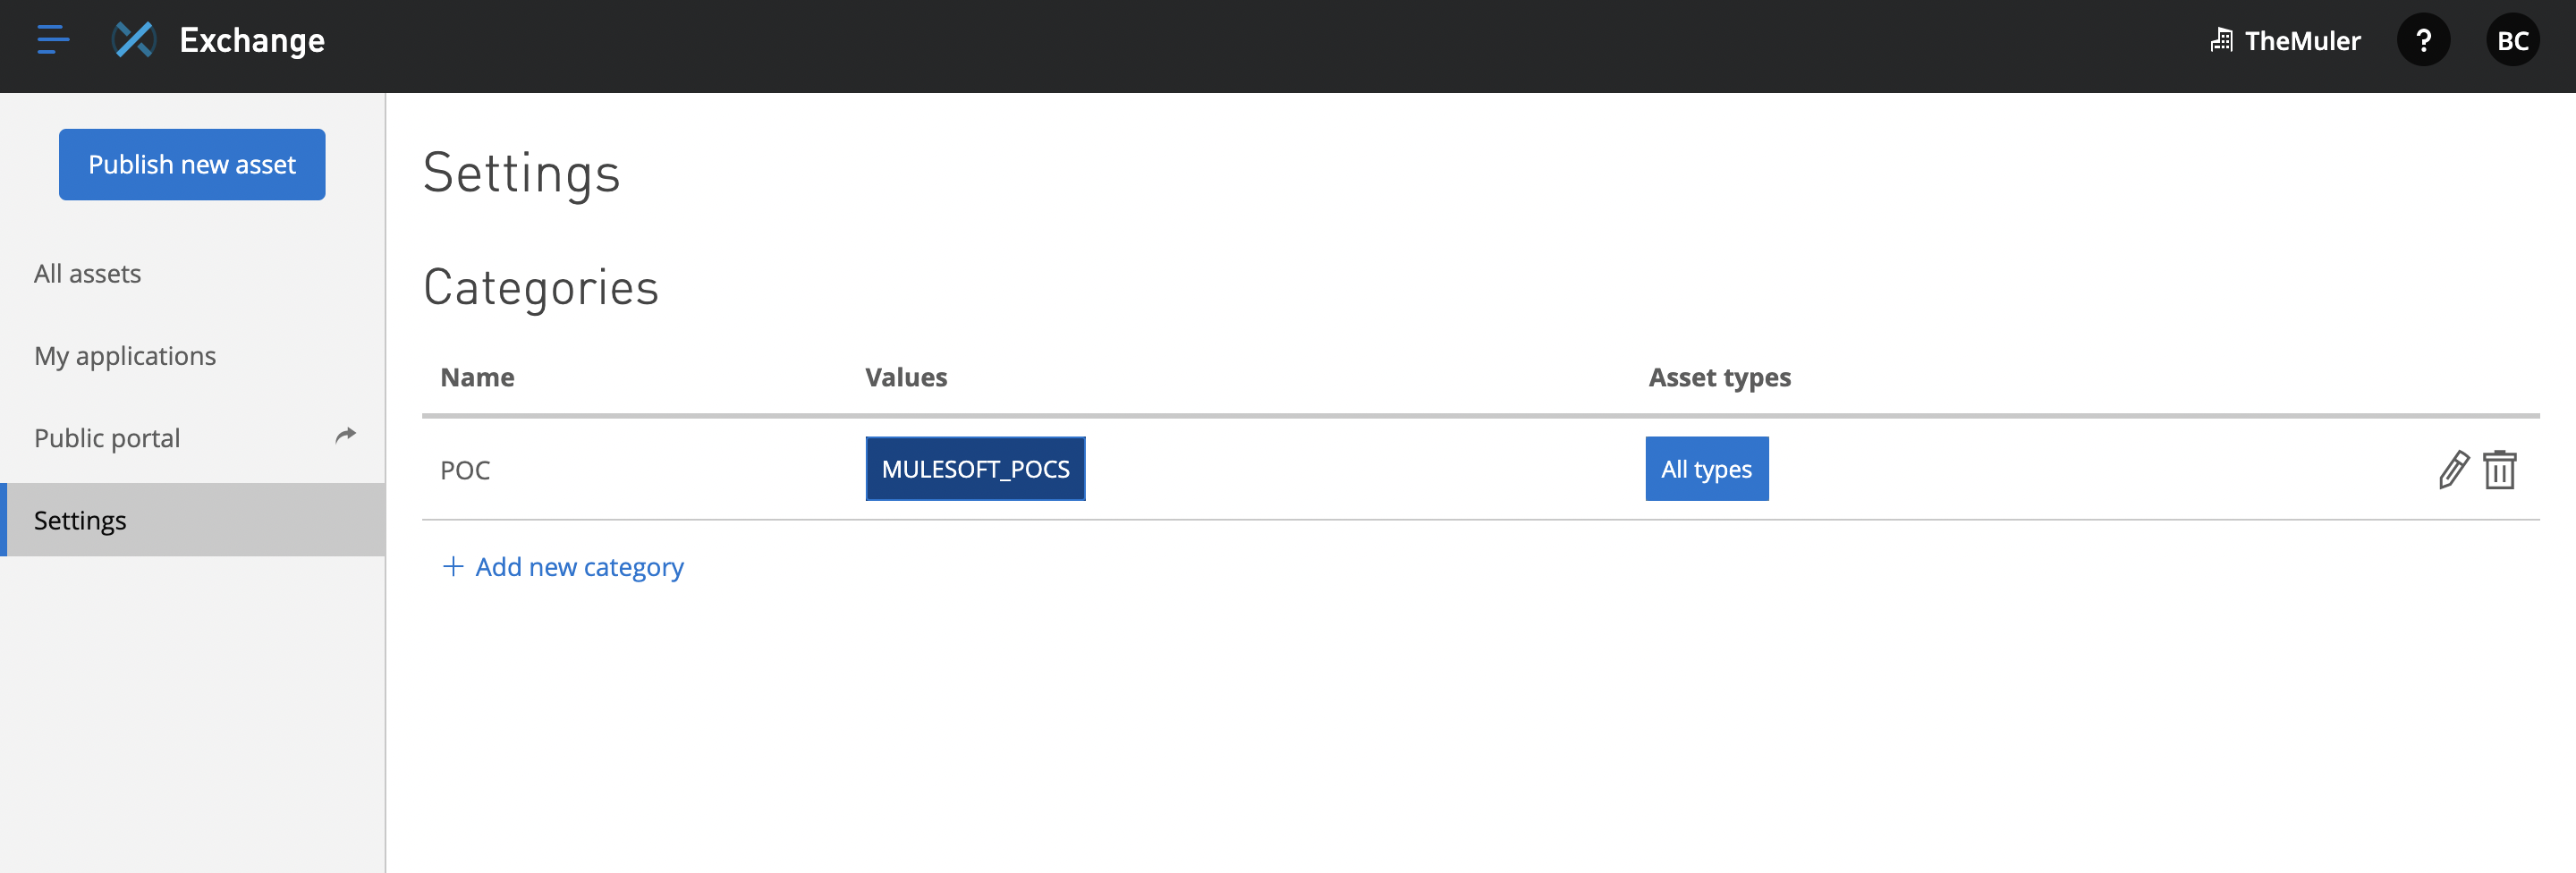 Exchange
TheMuler
?
BC
Publish new asset
All assets
My applications
Public portal
Settings
Settings
Categories
Name Values Asset types
POC MULESOFT_POCS All types
+ Add new category